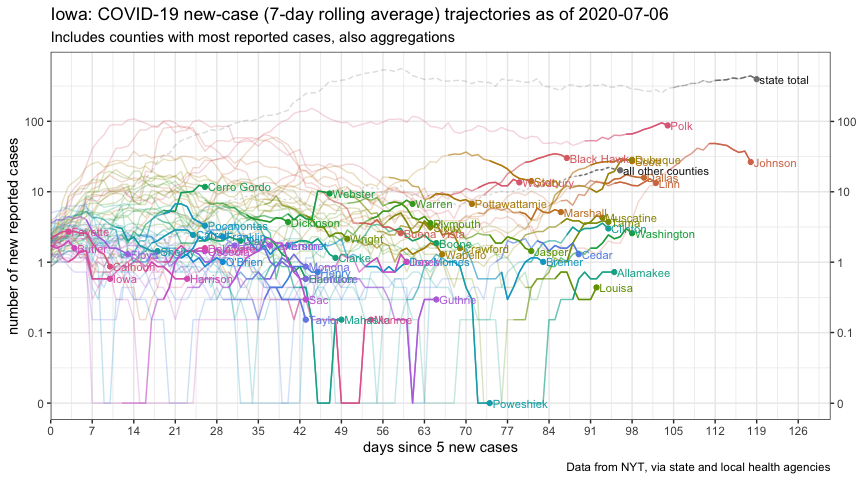 Iowa: COVID-19 new-case (7-day rolling average) trajectories as of 2020-07-06
Includes counties with most reported cases, also aggregations
number of new reported cases
100
10
1
0.1
0
100
10
1
0.1
0
state total
Polk
Black Hawk
Dubuque
Johnson
all other counties
Dallas
Linn
Woodbury
Cerro Gordo
Webster
Warren
Pottawattamie
Marshall
Muscatine
Plymouth
Dickinson
Pocahontas
Buena Vista
Wright
Washington
Boone
Crawford
Wapello
Jasper
Cedar
Bremer
Clarke
O'Brien
Calhoun
Iowa
Harrison
Henry
Allamakee
Louisa
Sac
Guthrie
Taylor
Mahaska
Monroe
Poweshiek
0 7 14 21 28 35 42 49 56 63 70 77 84 91 98 105 112 119 126
days since 5 new cases
Data from NYT, via state and local health agencies